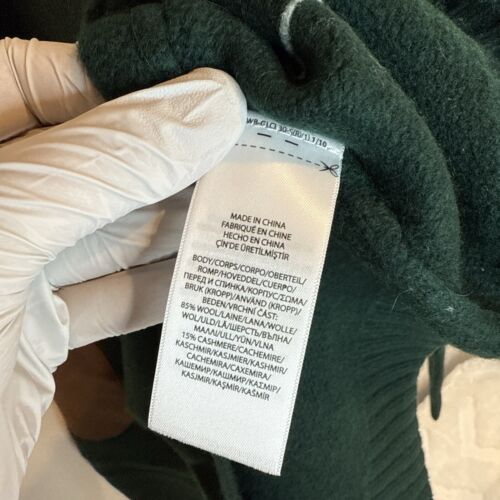 MADE IN CHINA
FABRIQUÉ EN CHINE
HECHO EN CHINA
ÇİN'DE ÜRETİLMİŞTİR
BODY/CORPS/CORPO/OBERTEIL/
ROMP/HOVEDDEL/CUERPO/
ПЕРЕД И СПИНКА/КОРПУС/ΣΩΜΑ/
BRUK (KROPP)/ANVÄND (KROPP)/
BEDEN/VRCHNÍ ČÁST:
85% WOOL/LAINE/LANA/WOLLE/
WOL/ULD/LÃ/ШЕРСТЬ/ВЪЛНА/
ΜΑΛΛΙ/ULL/YÜN/VLNA
15% CASHMERE/CACHEMIRE/
KASCHMIR/KASJMIER/KASHMIR/
CACHEMIRA/CAXEMIRA/
КАШЕМИР/КАШМИР/ΚΑΣΜΙΡ/
KASJMIR/KAŞMİR/KAŠMÍR